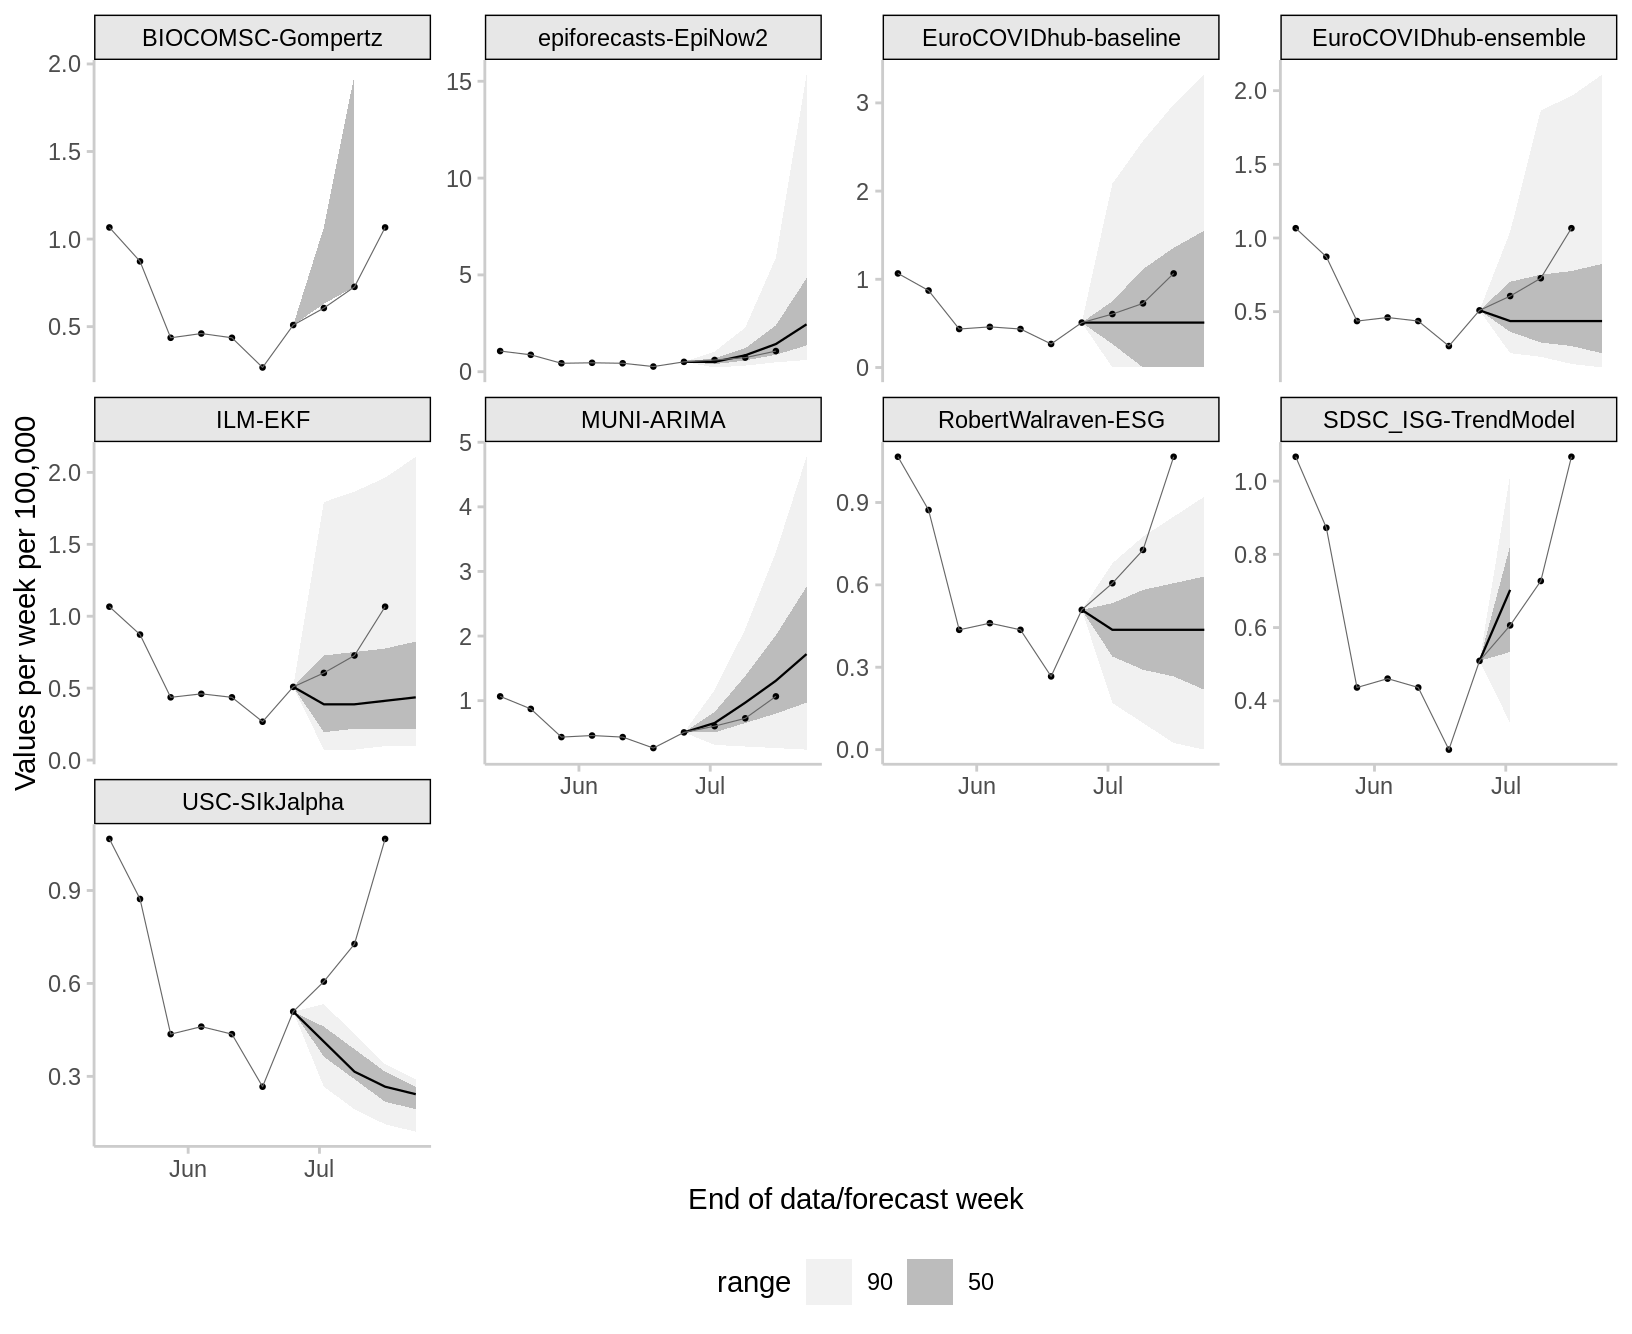 BIOCOMSC-Gompertz
epiforecasts-EpiNow2
EuroCOVIDhub-baseline
EuroCOVIDhub-ensemble
2.0
1.5
1.0
0.5
15
10
5
0
3
2
1
0
2.0
1.5
1.0
0.5
ILM-EKF
MUNI-ARIMA
RobertWalraven-ESG
SDSC_ISG-TrendModel
2.0
1.5
1.0
0.5
0.0
5
4
3
2
1
Jun
Jul
0.9
0.6
0.3
0.0
Jun
Jul
1.0
0.8
0.6
0.4
Jun
Jul
Values per week per 100,000
USC-SIkJalpha
0.9
0.6
0.3
Jun
Jul
End of data/forecast week
range
90
50